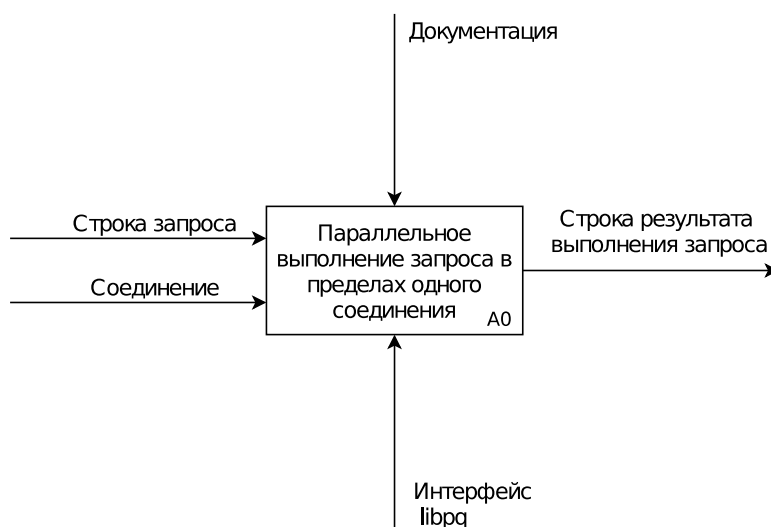 Документация
Строка запроса
Соединение
Параллельное
выполнение запроса в
пределах одного
соединения
A0
Строка результата
выполнения запроса
Интерфейс
libpq